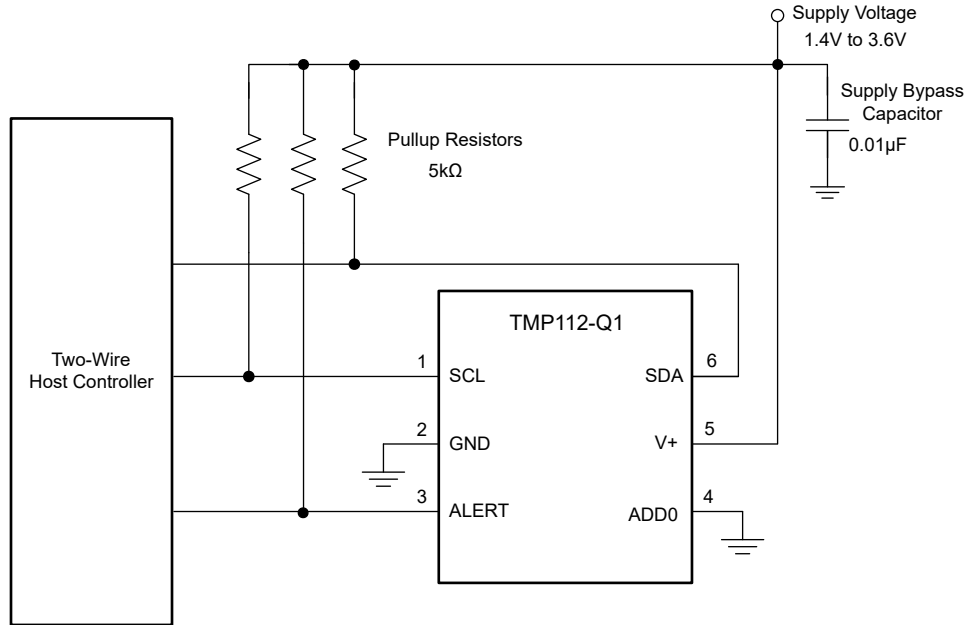 Supply Voltage
1.4V to 3.6V
Supply Bypass
Capacitor
0.01µF
Pullup Resistors
5kΩ
Two-Wire
Host Controller
TMP112-Q1
1
SCL
SDA
6
2
GND
V+
5
3
ALERT
ADD0
4